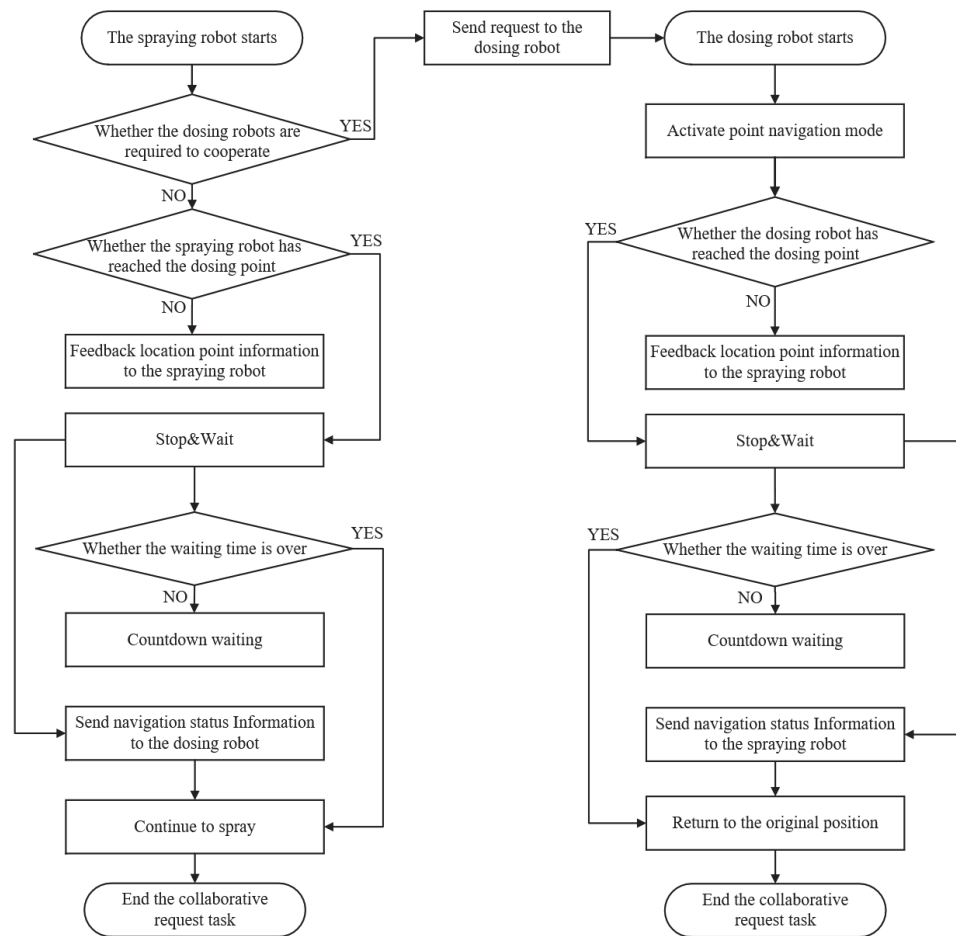 The spraying robot starts
Send request to the
dosing robot
The dosing robot starts
Whether the dosing robots are
required to cooperate
YES
NO
Activate point navigation mode
Whether the spraying robot has
reached the dosing point
YES
NO
Whether the dosing robot has
reached the dosing point
YES
NO
Feedback location point information
to the spraying robot
Feedback location point information
to the spraying robot
Stop&Wait
Stop&Wait
Whether the waiting time is over
YES
NO
Whether the waiting time is over
YES
NO
Countdown waiting
Countdown waiting
Send navigation status Information
to the dosing robot
Send navigation status Information
to the spraying robot
Continue to spray
Return to the original position
End the collaborative
request task
End the collaborative
request task